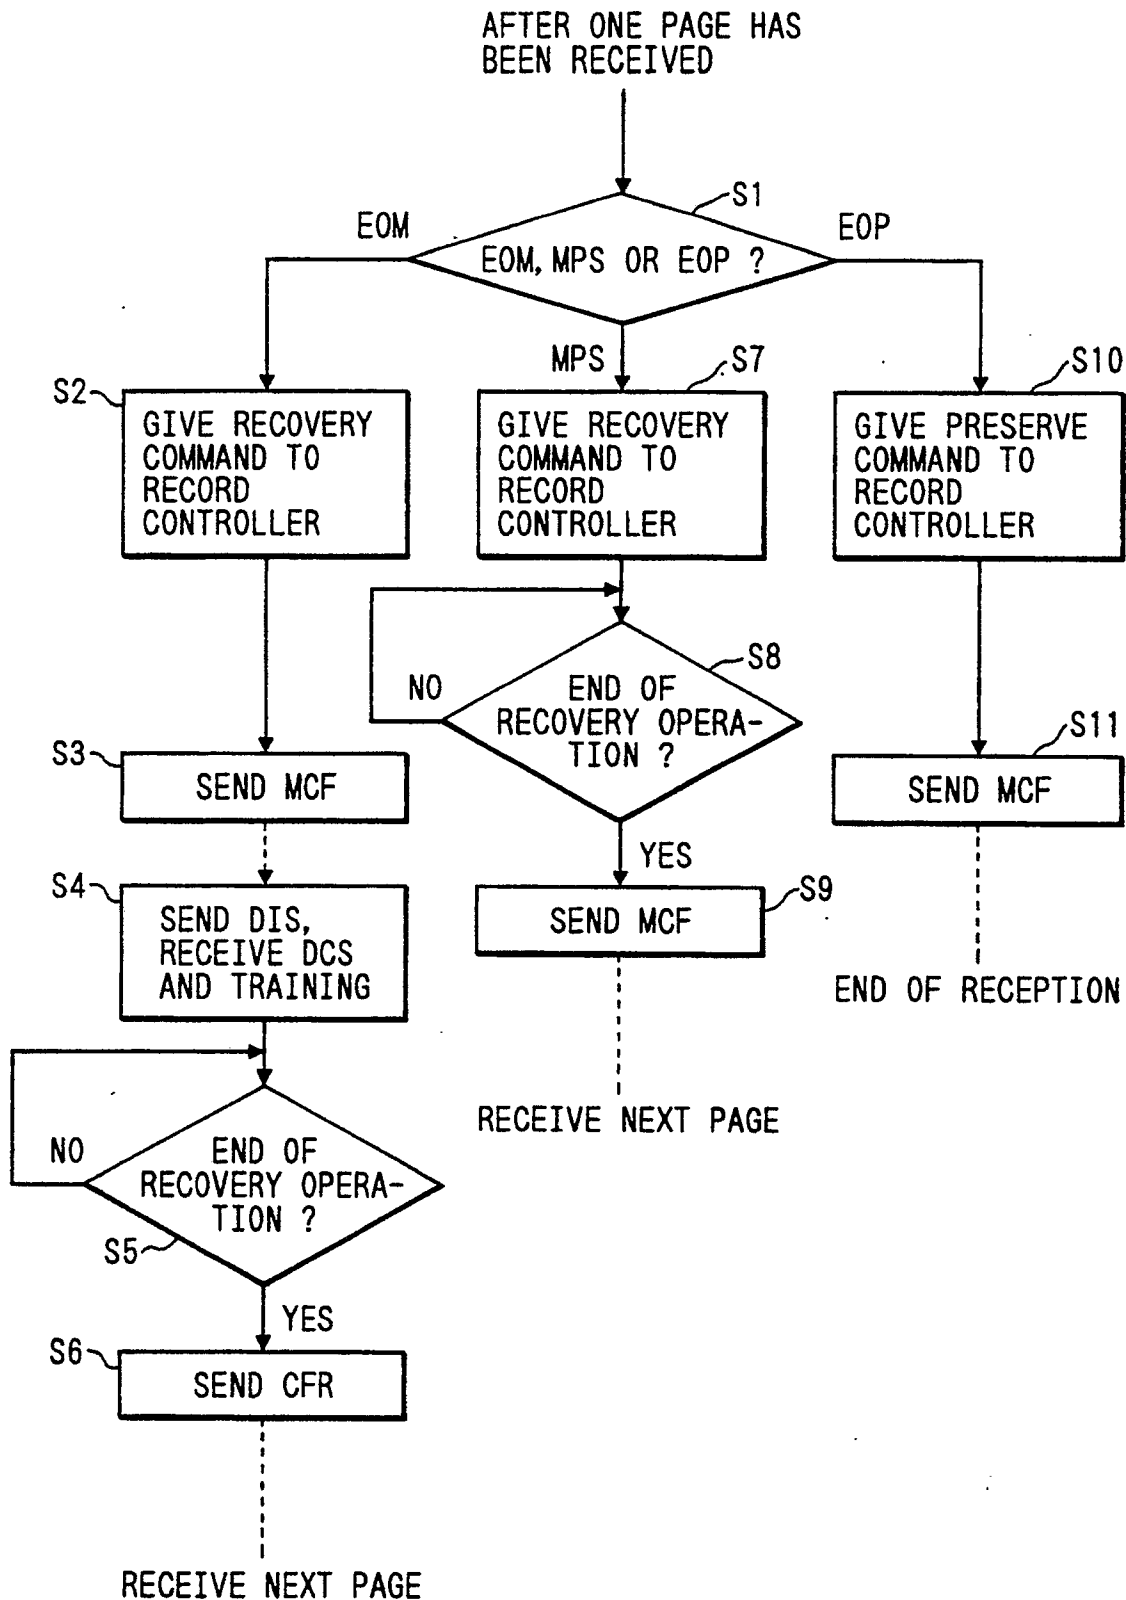 AFTER ONE PAGE HAS
BEEN RECEIVED
S1
EOM
EOP
EOM, MPS OR EOP ?
MPS
S2
GIVE RECOVERY
COMMAND TO
RECORD
CONTROLLER
S7
GIVE RECOVERY
COMMAND TO
RECORD
CONTROLLER
S10
GIVE PRESERVE
COMMAND TO
RECORD
CONTROLLER
S8
NO
END OF
RECOVERY OPERA-
TION ?
YES
S3
SEND MCF
S11
SEND MCF
S4
SEND DIS,
RECEIVE DCS
AND TRAINING
S9
SEND MCF
END OF RECEPTION
RECEIVE NEXT PAGE
NO
END OF
RECOVERY OPERA-
TION ?
S5
YES
S6
SEND CFR
RECEIVE NEXT PAGE